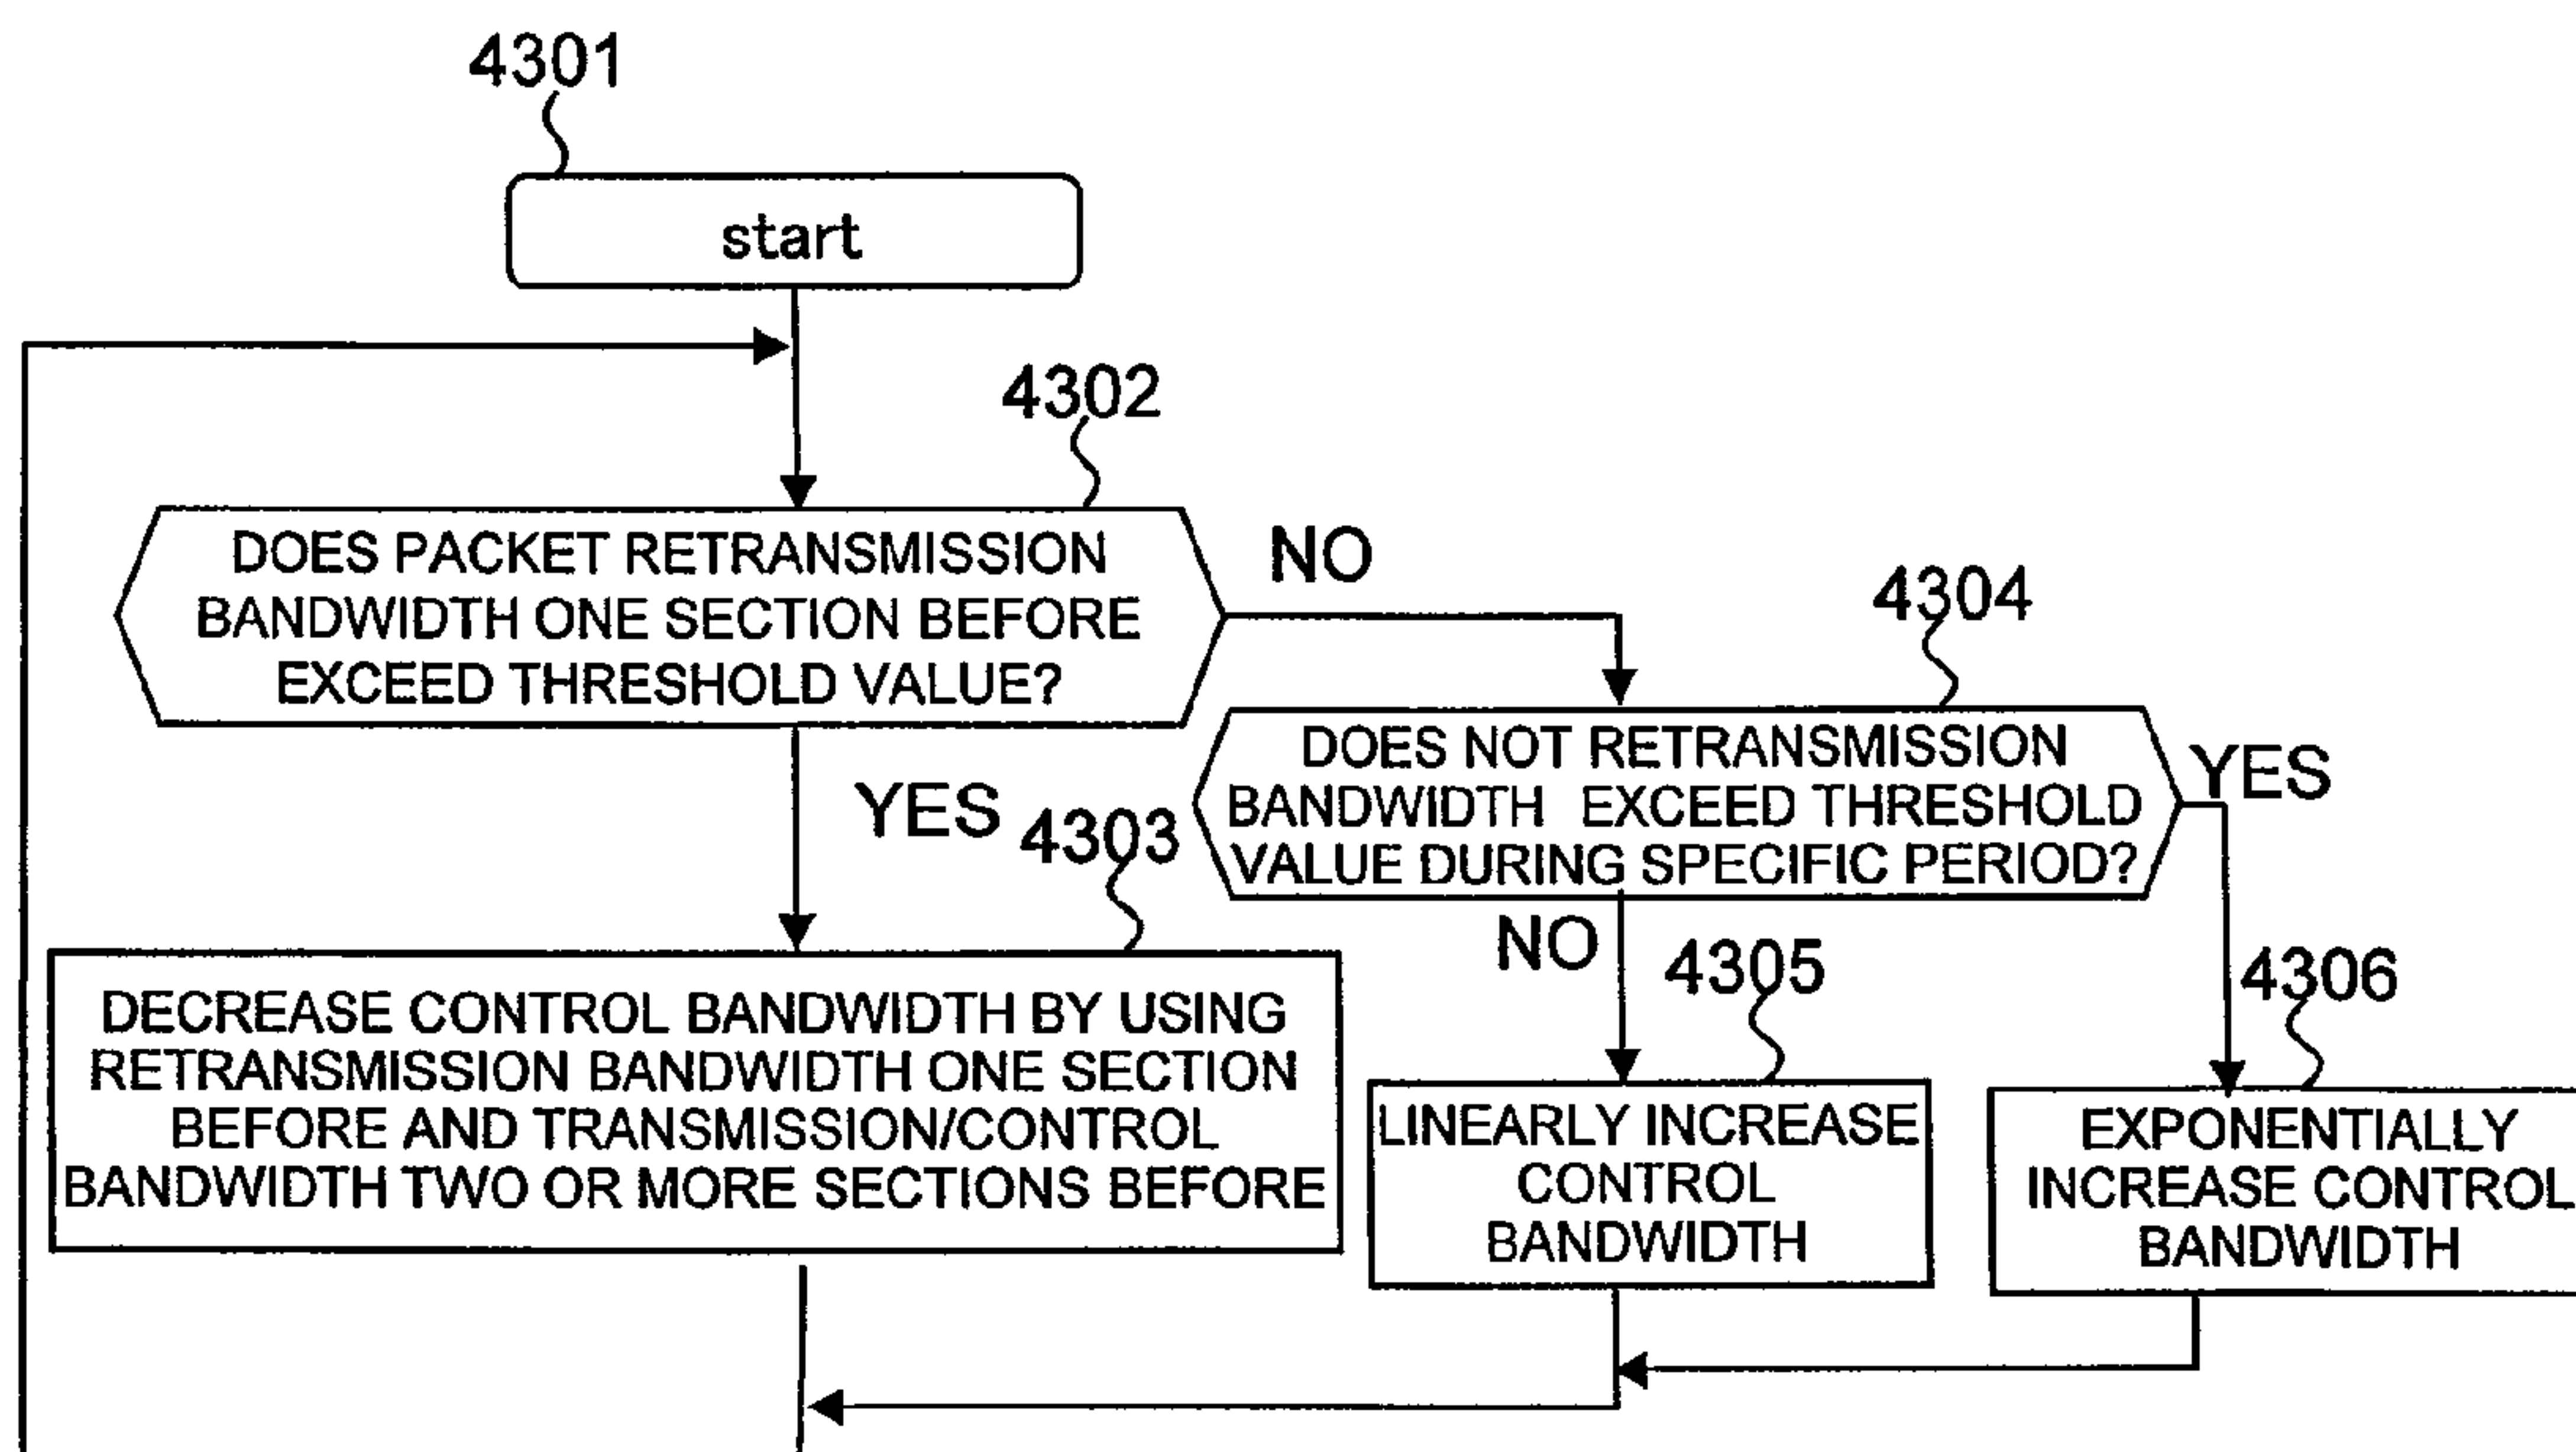 4301
start
4302
DOES PACKET RETRANSMISSION
BANDWIDTH ONE SECTION BEFORE
EXCEED THRESHOLD VALUE?
NO
4304
DOES NOT RETRANSMISSION
BANDWIDTH EXCEED THRESHOLD
VALUE DURING SPECIFIC PERIOD?
YES
YES
4303
DECREASE CONTROL BANDWIDTH BY USING
RETRANSMISSION BANDWIDTH ONE SECTION
BEFORE AND TRANSMISSION/CONTROL
BANDWIDTH TWO OR MORE SECTIONS BEFORE
NO
4305
LINEARLY INCREASE
CONTROL
BANDWIDTH
4306
EXPONENTIALLY
INCREASE CONTROL
BANDWIDTH